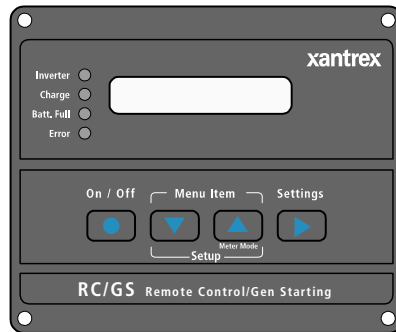 xantrex
Inverter
Charge
Batt. Full
Error
On / Off Menu Item Settings
Meter Mode
Setup
RC/GS Remote Control/Gen Starting